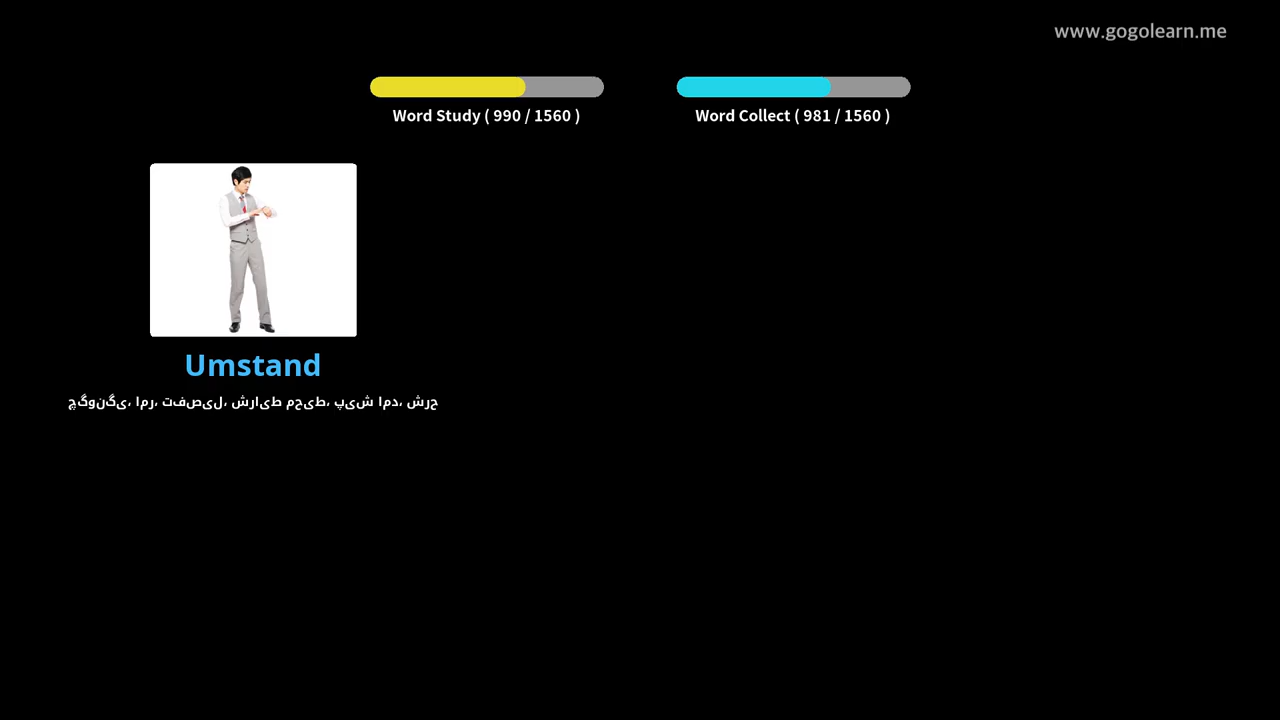 www.gogolearn.me
Word Study ( 990 / 1560 )
Word Collect ( 981 / 1560 )
Umstand
چگونگی، امر، تفصیل، شرایط محیط، پیش امد، شرح